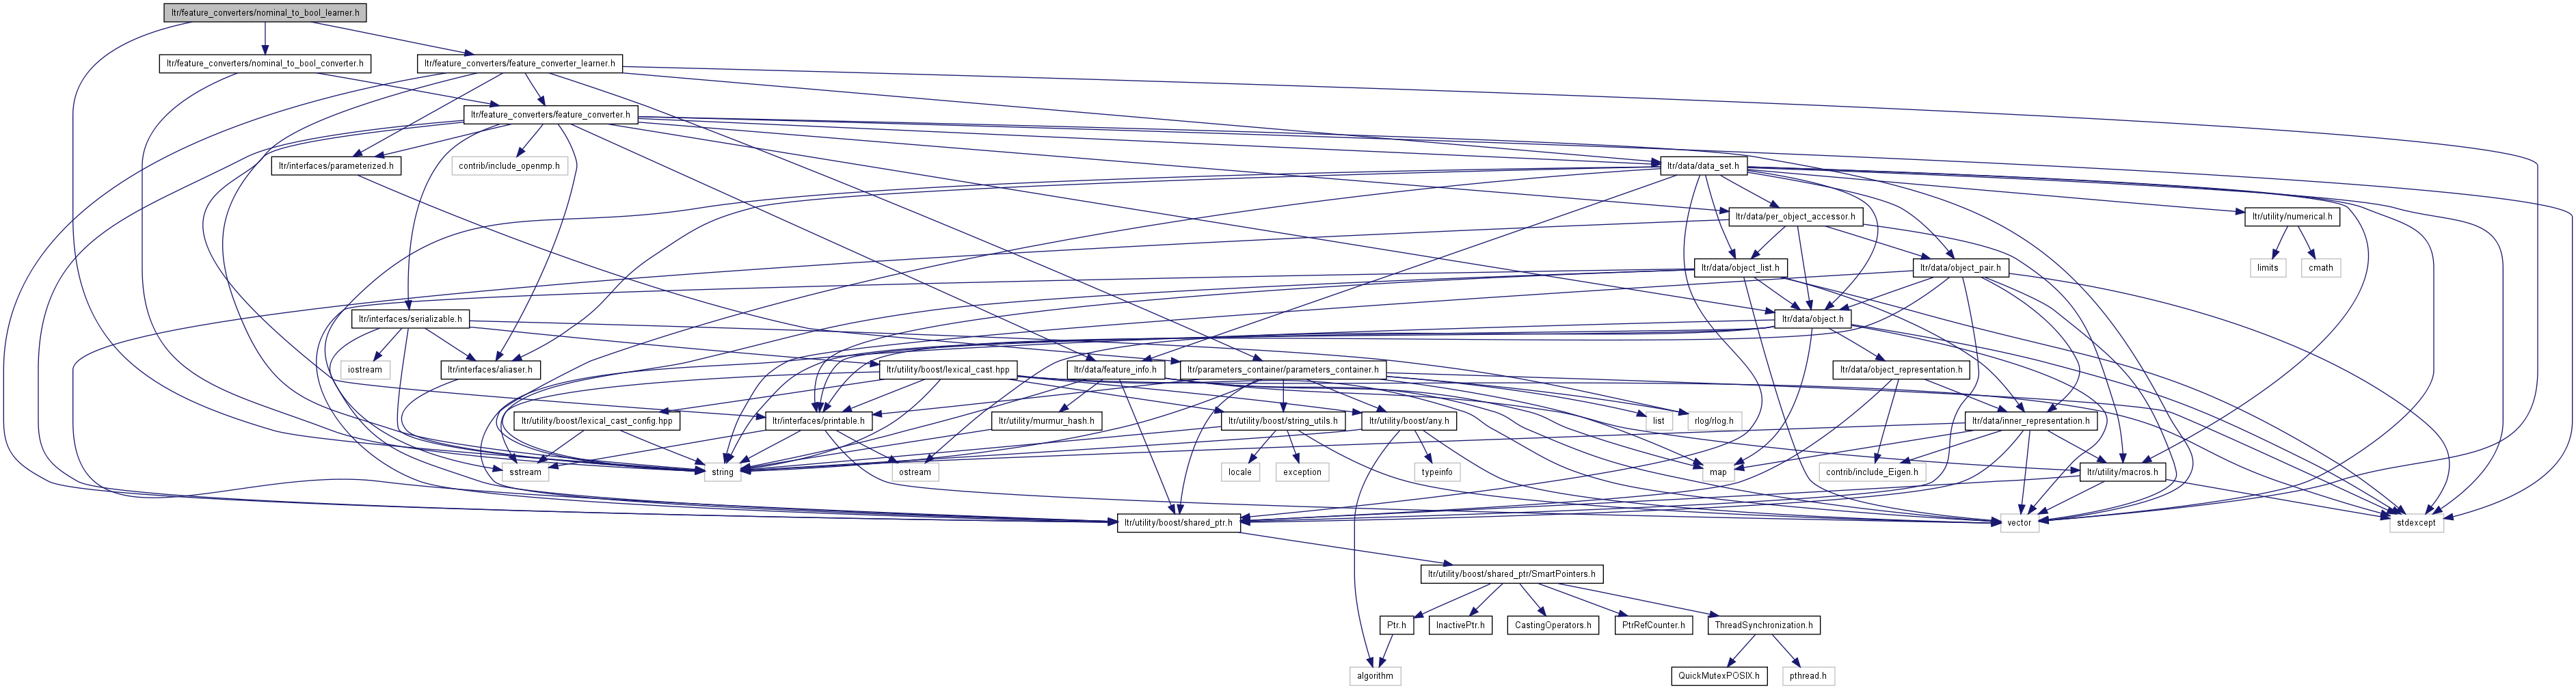 ltr/feature_converters/nominal_to_bool_learner.h
ltr/feature_converters/nominal_to_bool_converter.h
ltr/feature_converters/feature_converter_learner.h
ltr/feature_converters/feature_converter.h
ltr/interfaces/parameterized.h
contrib/include_openmp.h
ltr/data/data_set.h
ltr/data/per_object_accessor.h
ltr/utility/numerical.h
ltr/data/object_list.h
ltr/data/object_pair.h
limits
cmath
ltr/interfaces/serializable.h
ltr/data/object.h
iostream
ltr/interfaces/aliaser.h
ltr/utility/boost/lexical_cast.hpp
ltr/data/feature_info.h
ltr/parameters_container/parameters_container.h
ltr/data/object_representation.h
ltr/utility/boost/lexical_cast_config.hpp
ltr/interfaces/printable.h
ltr/utility/murmur_hash.h
ltr/utility/boost/string_utils.h
ltr/utility/boost/any.h
list
rlog/rlog.h
ltr/data/inner_representation.h
sstream
string
ostream
locale
exception
typeinfo
map
contrib/include_Eigen.h
ltr/utility/macros.h
ltr/utility/boost/shared_ptr.h
vector
stdexcept
ltr/utility/boost/shared_ptr/SmartPointers.h
Ptr.h
InactivePtr.h
CastingOperators.h
PtrRefCounter.h
ThreadSynchronization.h
algorithm
QuickMutexPOSIX.h
pthread.h